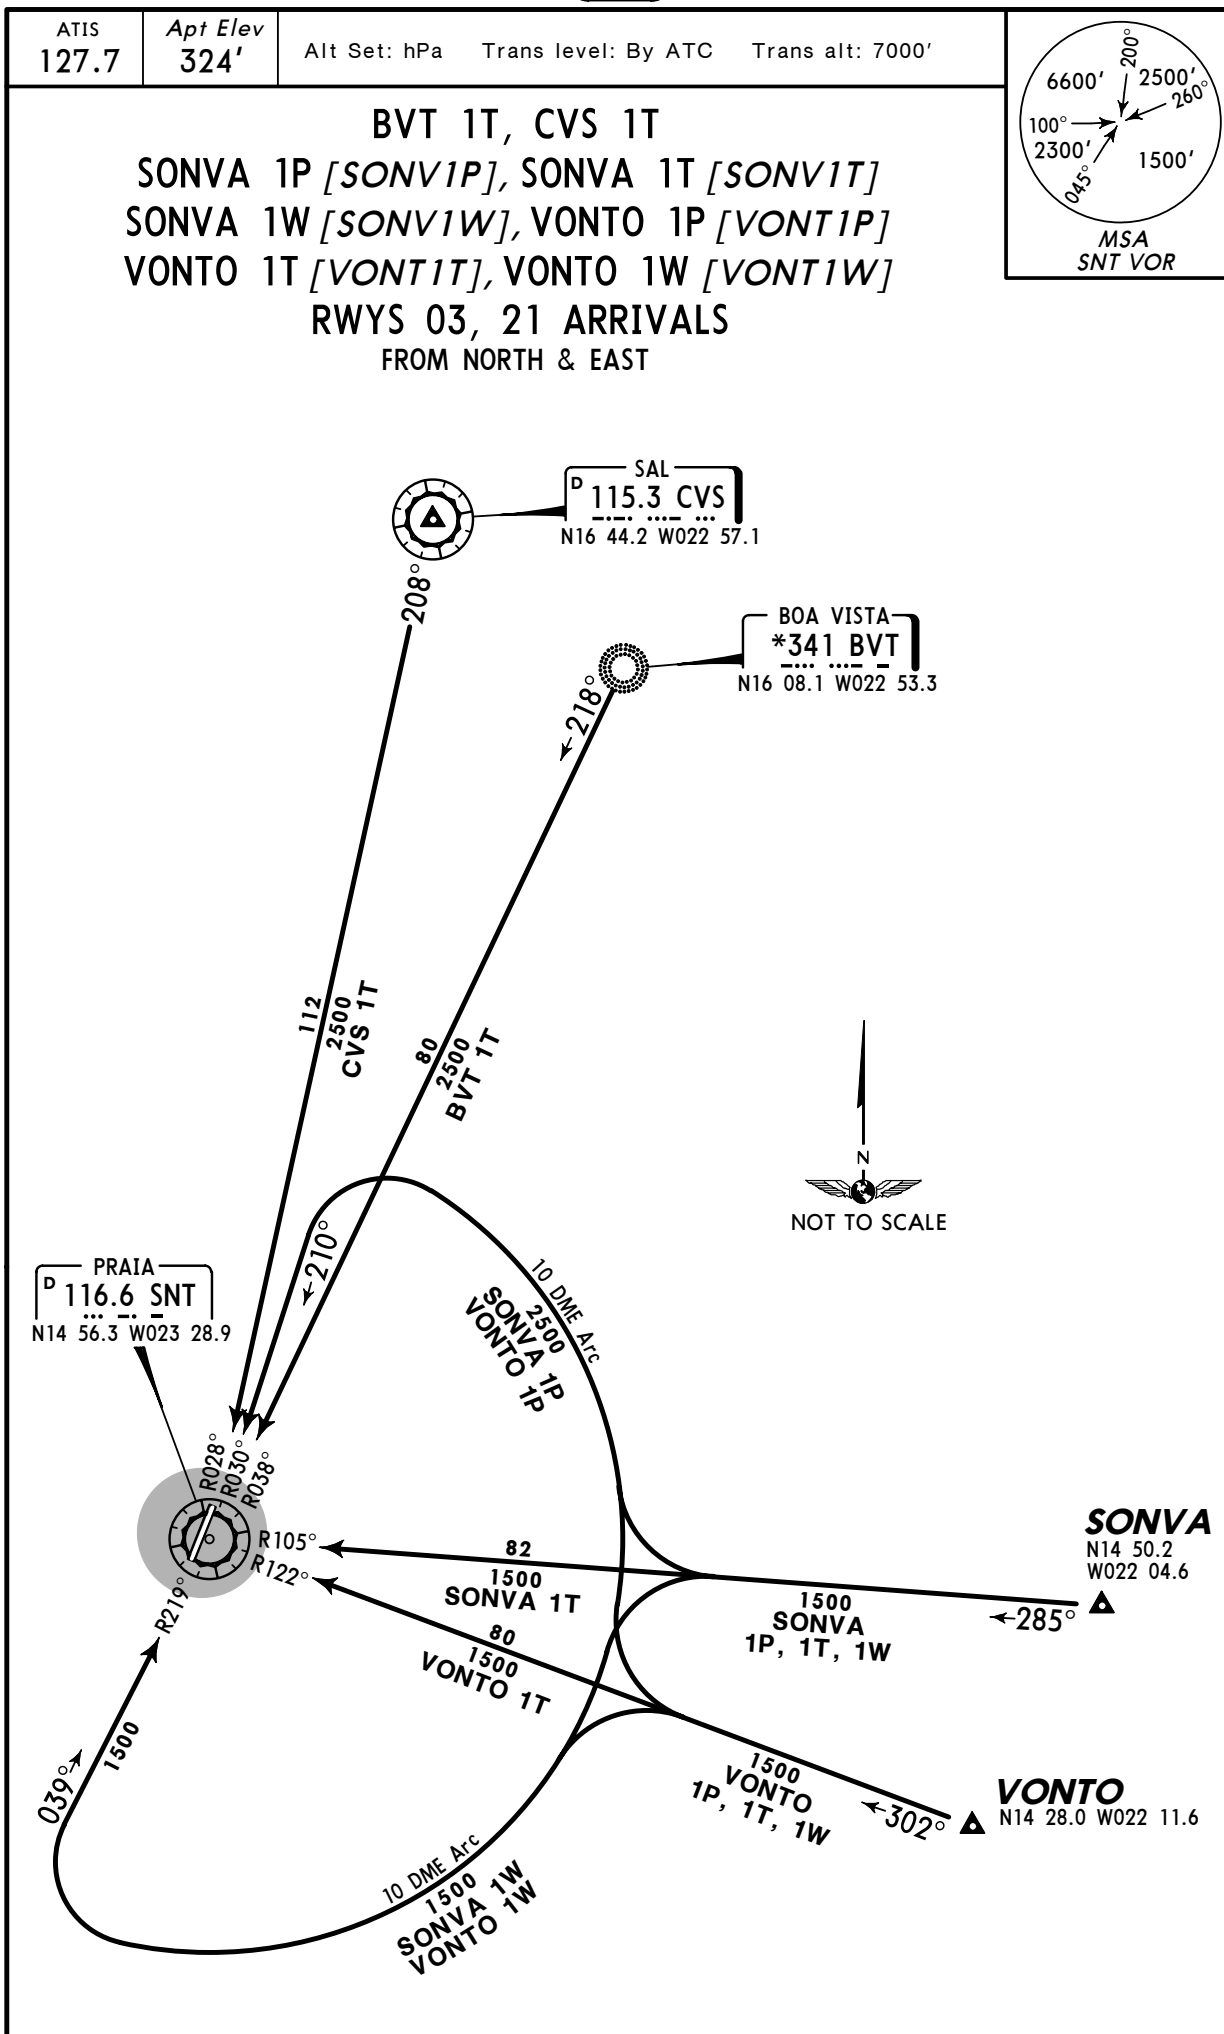 ATIS
127.7
Apt Elev
324'
Alt Set: hPa Trans level: By ATC Trans alt: 7000'
200°
6600'
2500'
260°
100°
2300'
1500'
045°
MSA
SNT VOR
BVT 1T, CVS 1T
SONVA 1P [SONV1P], SONVA 1T [SONV1T]
SONVA 1W [SONV1W], VONTO 1P [VONT1P]
VONTO 1T [VONT1T], VONTO 1W [VONT1W]
RWYS 03, 21 ARRIVALS
FROM NORTH & EAST
SAL
D 115.3 CVS
N16 44.2 W022 57.1
208°
BOA VISTA
*341 BVT
N16 08.1 W022 53.3
218°
112
2500
CVS 1T
80
2500
BVT 1T
N
NOT TO SCALE
210°
PRAIA
D 116.6 SNT
N14 56.3 W023 28.9
10 DME Arc
2500
SONVA 1P
VONTO 1P
R028°
R030°
R038°
R105°
R122°
R219°
82
1500
SONVA 1T
SONVA
N14 50.2
W022 04.6
285°
1500
SONVA
1P, 1T, 1W
80
1500
VONTO 1T
1500
VONTO
1P, 1T, 1W
302°
VONTO
N14 28.0 W022 11.6
039°
1500
10 DME Arc
1500
SONVA 1W
VONTO 1W